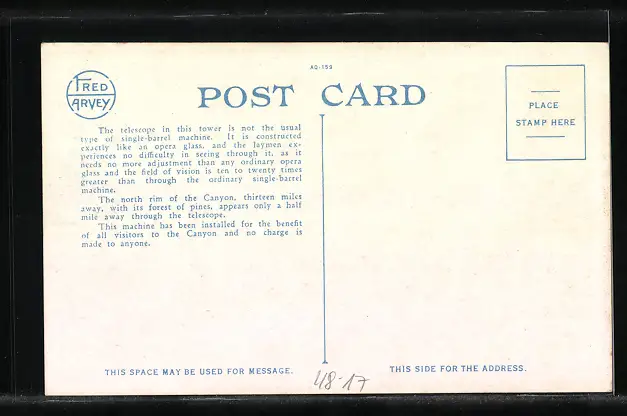 AO-159
FRED
HARVEY
POST CARD
PLACE
STAMP HERE
The telescope in this tower is not the usual
type of single-barrel machine. It is constructed
exactly like an opera glass, and the laymen ex-
periences no difficulty in seeing through it, as it
needs no more adjustment than any ordinary opera
glass and the field of vision is ten to twenty times
greater than through the ordinary single-barrel
machine.
The north rim of the Canyon, thirteen miles
away, with its forest of pines, appears only a half
mile away through the telescope.
This machine has been installed for the benefit
of all visitors to the Canyon and no charge is
made to anyone.
THIS SPACE MAY BE USED FOR MESSAGE.
THIS SIDE FOR THE ADDRESS.
48-17